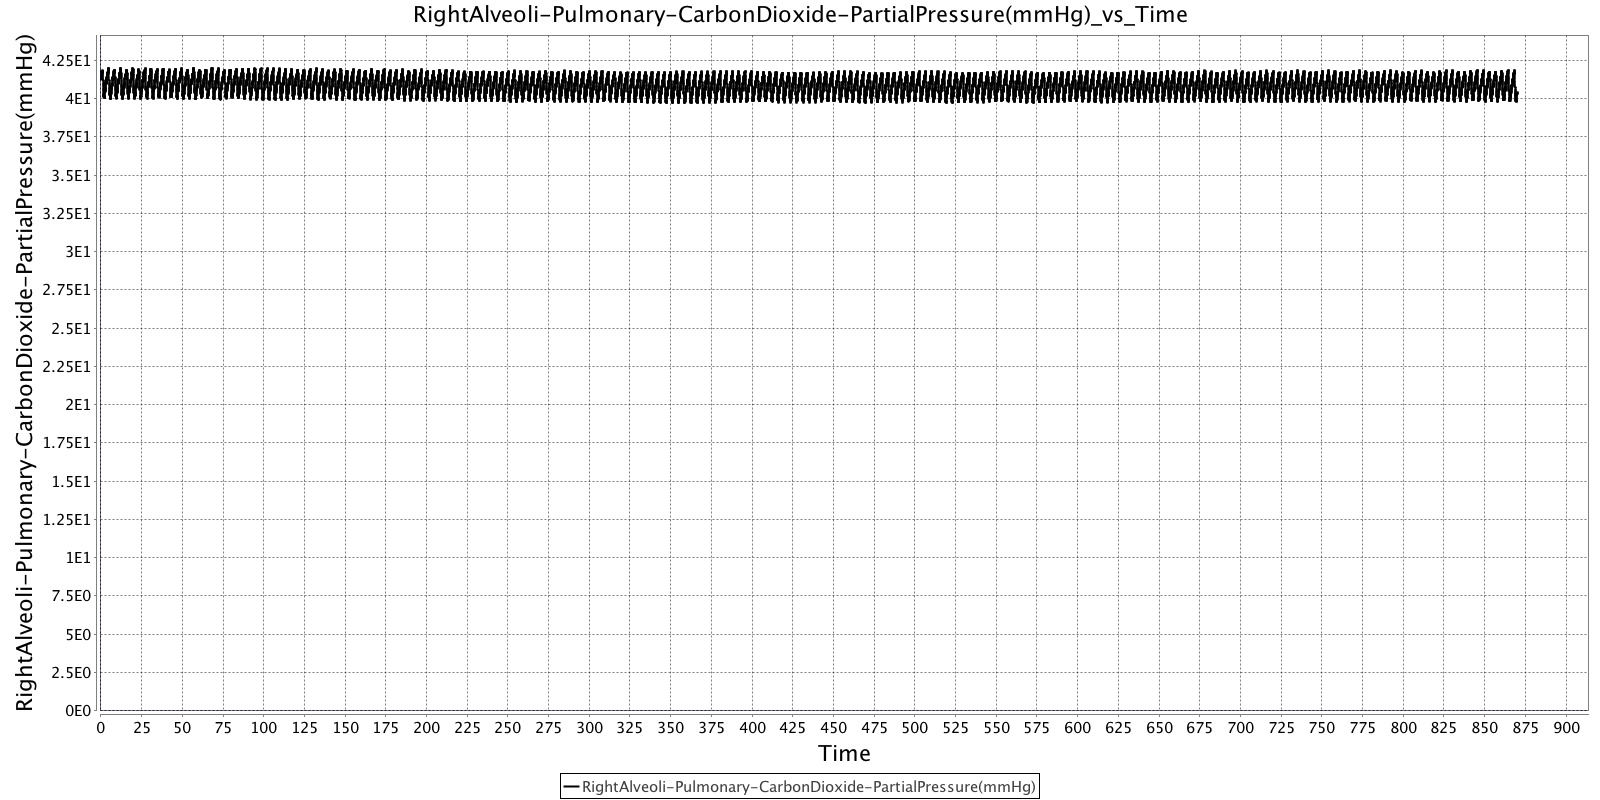 RightAlveoli-Pulmonary-CarbonDioxide-PartialPressure(mmHg)_vs_Time
RightAlveoli-Pulmonary-CarbonDioxide-PartialPressure(mmHg)
4.25E1
4E1
3.75E1
3.5E1
3.25E1
3E1
2.75E1
2.5E1
2.25E1
2E1
1.75E1
1.5E1
1.25E1
1E1
7.5E0
5E0
2.5E0
0E0
0 25 50 75 100 125 150 175 200 225 250 275 300 325 350 375 400 425 450 475 500 525 550 575 600 625 650 675 700 725 750 775 800 825 850 875 900
Time
RightAlveoli-Pulmonary-CarbonDioxide-PartialPressure(mmHg)